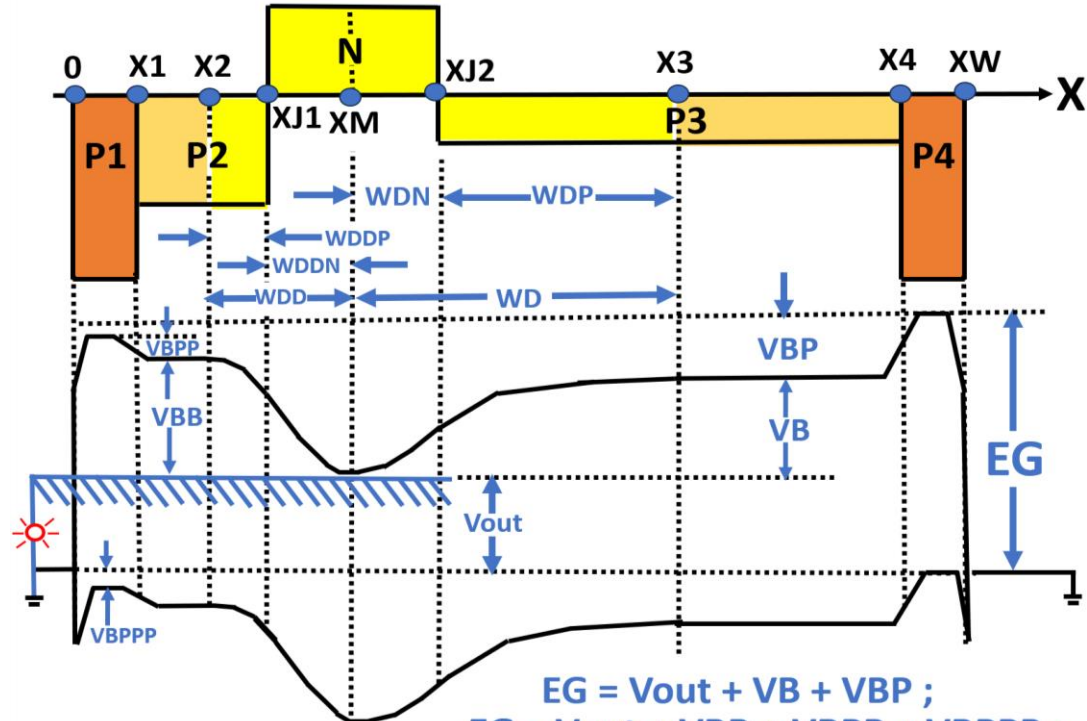 N
0 X1 X2 XJ2 X3 X4 XW
X
XJ1 XM
P1 P2 P3 P4
WDN WDP
WDDP
WDDN
WDD WD
VBPP VBP
VBB VB EG
Vout
VBPPP
EG = Vout + VB + VBP ;